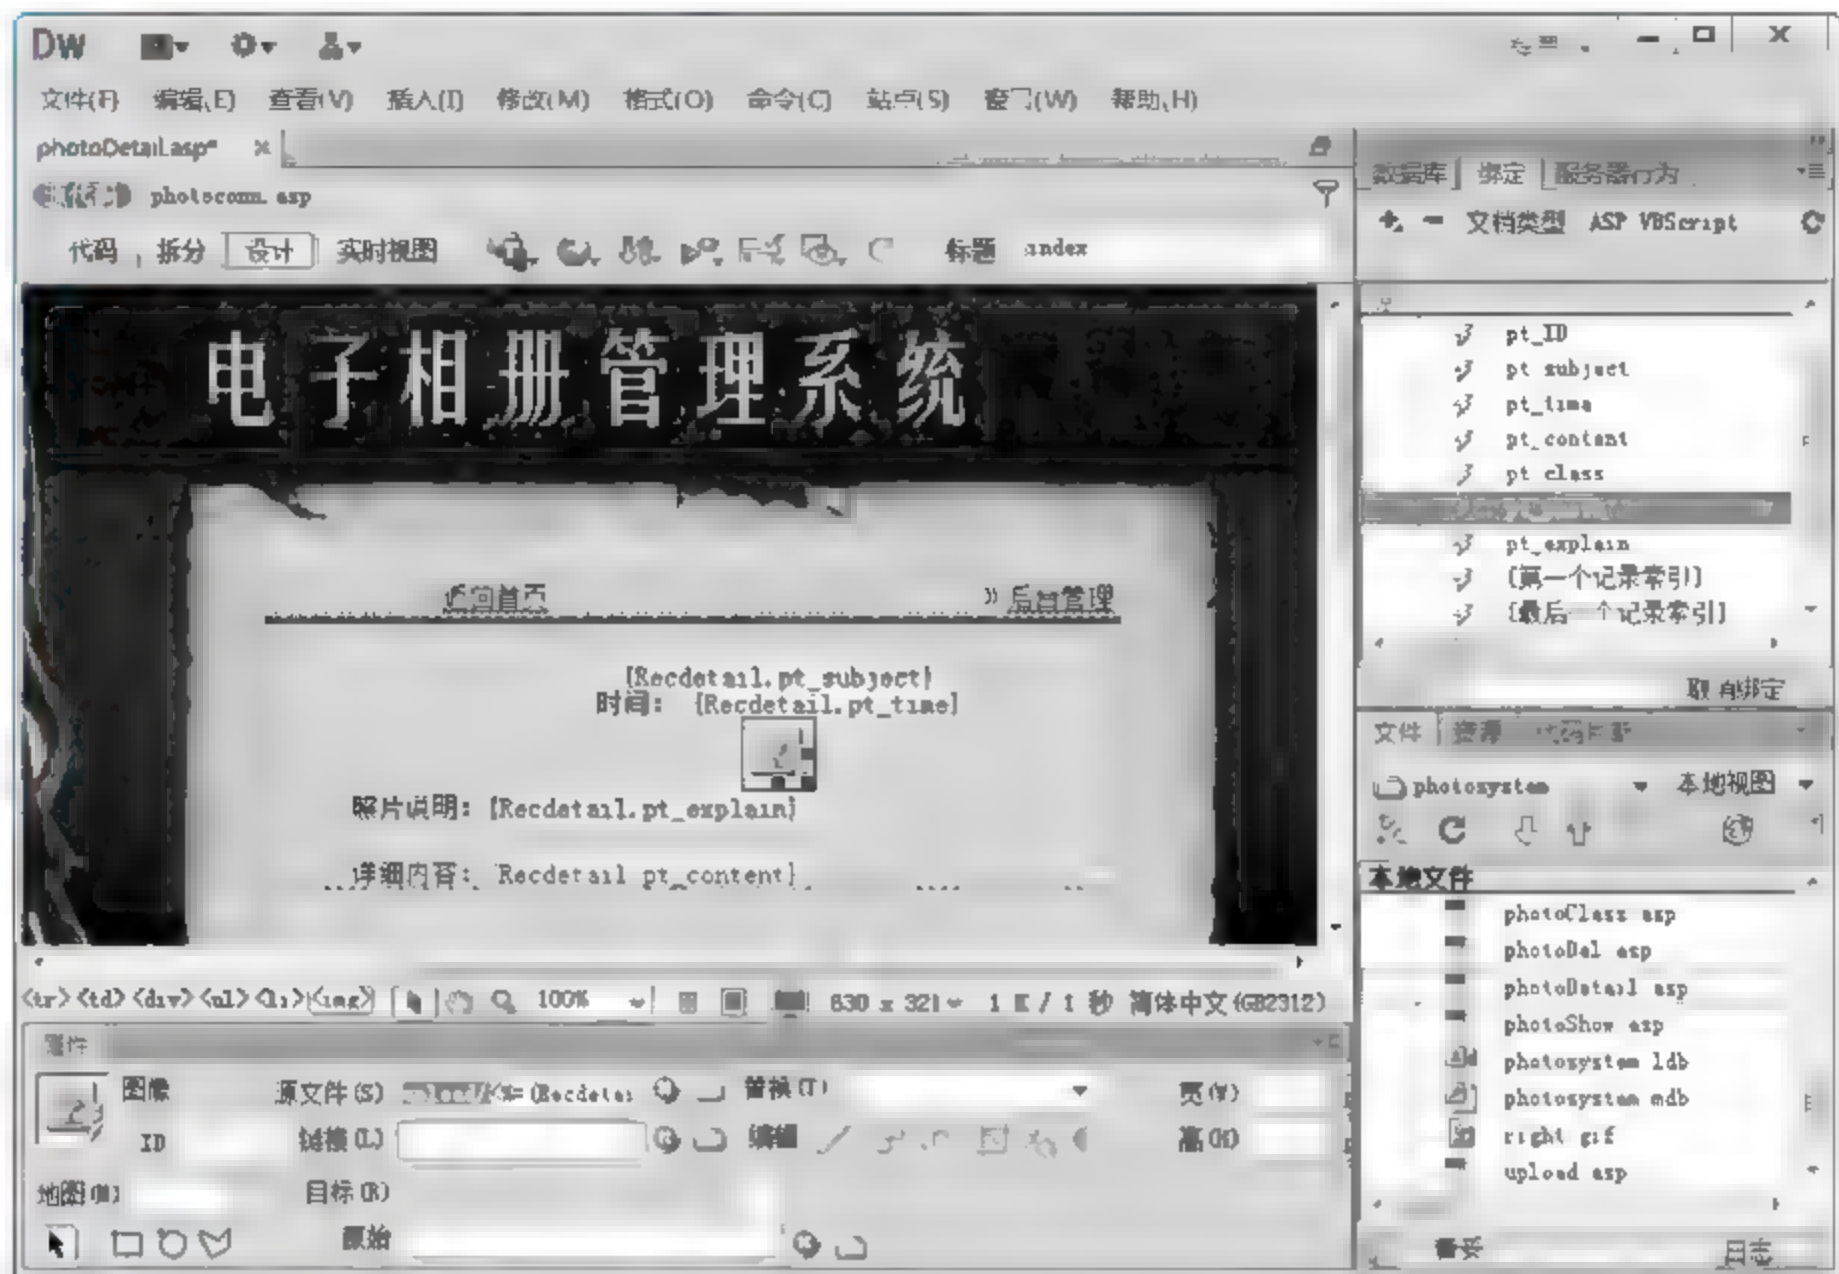 Dw
文件(F) 编辑(E) 查看(V) 插入(I) 修改(M) 格式(O) 命令(C) 站点(S) 窗口(W) 帮助(H)
photoDetail.asp*
photoconn.asp
代码 拆分 设计 实时视图 标题 index
数据库 绑定 服务器行为
文档类型 ASP VBScript
电子相册管理系统
返回首页 » 后台管理
{Recdetail.pt_subject}
时间: {Recdetail.pt_time}
照片说明: {Recdetail.pt_explain}
详细内容: {Recdetail.pt_content}
pt_ID
pt_subject
pt_time
pt_content
pt_class
pt_explain
[第一个记录索引]
[最后一个记录索引]
取消绑定
文件 资源
photosystem 本地视图
本地文件
photoClass.asp
photoDel.asp
photoDetail.asp
photoShow.asp
photosystem.ldb
photosystem.mdb
right.gif
upload.asp
日志
<tr> <td> <div> <ul> <li> <img> 100% 630 x 321 1 K / 1 秒 简体中文(GB2312)
属性
图像 源文件(S) <%=(Recdetai 替换(T) 宽(W)
ID 链接(L) 编辑 高(H)
地图(M) 目标(R)
原始